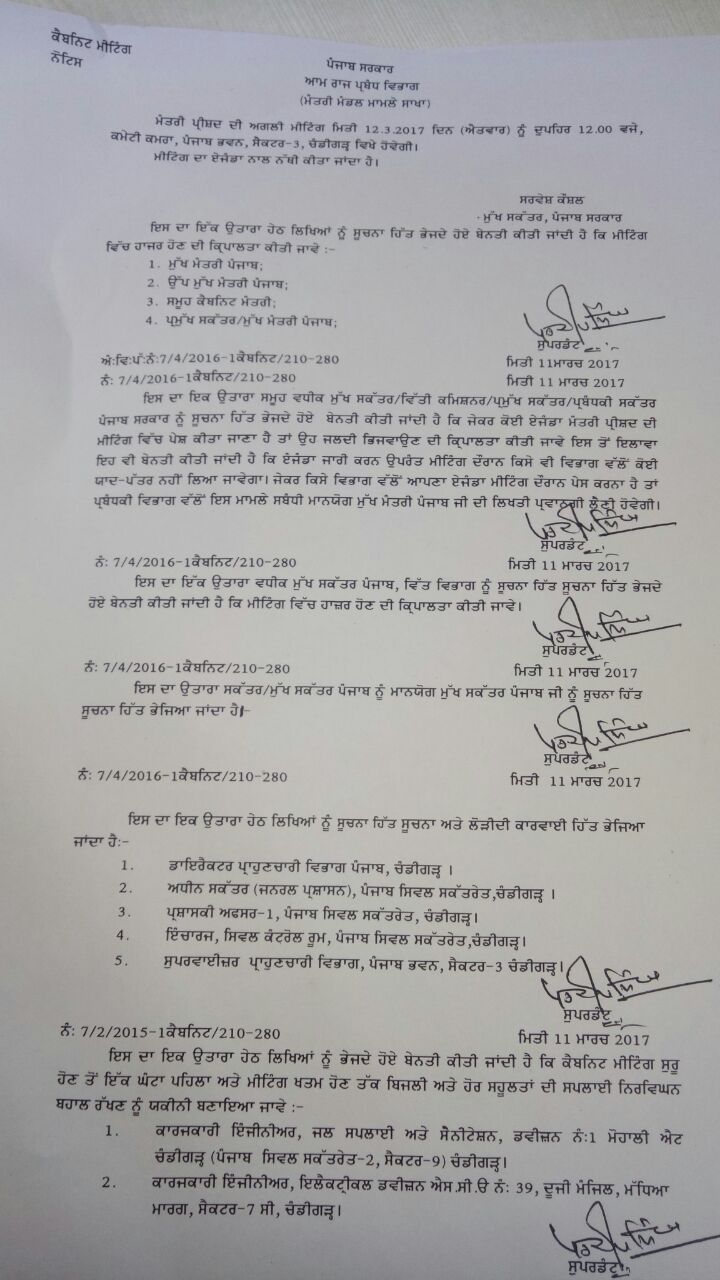 ਕੈਬਨਿਟ ਮੀਟਿੰਗ
ਨੋਟਿਸ
ਪੰਜਾਬ ਸਰਕਾਰ
ਆਮ ਰਾਜ ਪ੍ਰਬੰਧ ਵਿਭਾਗ
(ਮੰਤਰੀ ਮੰਡਲ ਮਾਮਲੇ ਸਾਖਾ)
ਮੰਤਰੀ ਪ੍ਰੀਸ਼ਦ ਦੀ ਅਗਲੀ ਮੀਟਿੰਗ ਮਿਤੀ 12.3.2017 ਦਿਨ (ਐਤਵਾਰ) ਨੂੰ ਦੁਪਹਿਰ 12.00 ਵਜੇ,
ਕਮੇਟੀ ਕਮਰਾ, ਪੰਜਾਬ ਭਵਨ, ਸੈਕਟਰ-3, ਚੰਡੀਗੜ੍ਹ ਵਿਖੇ ਹੋਵੇਗੀ।
ਮੀਟਿੰਗ ਦਾ ਏਜੰਡਾ ਨਾਲ ਨੱਥੀ ਕੀਤਾ ਜਾਂਦਾ ਹੈ।
ਸਰਵੇਸ਼ ਕੌਸ਼ਲ
ਮੁੱਖ ਸਕੱਤਰ, ਪੰਜਾਬ ਸਰਕਾਰ
ਇਸ ਦਾ ਇੱਕ ਉਤਾਰਾ ਹੇਠ ਲਿਖਿਆਂ ਨੂੰ ਸੂਚਨਾ ਹਿੱਤ ਭੇਜਦੇ ਹੋਏ ਬੇਨਤੀ ਕੀਤੀ ਜਾਂਦੀ ਹੈ ਕਿ ਮੀਟਿੰਗ
ਵਿੱਚ ਹਾਜਰ ਹੋਣ ਦੀ ਕ੍ਰਿਪਾਲਤਾ ਕੀਤੀ ਜਾਵੇ :-
1. ਮੁੱਖ ਮੰਤਰੀ ਪੰਜਾਬ;
2. ਉੱਪ ਮੁੱਖ ਮੰਤਰੀ ਪੰਜਾਬ;
3. ਸਮੂਹ ਕੈਬਨਿਟ ਮੰਤਰੀ;
4. ਪ੍ਰਮੁੱਖ ਸਕੱਤਰ/ਮੁੱਖ ਮੰਤਰੀ ਪੰਜਾਬ;
ਸੁਪਰਡੰਟ
ਅੰ:ਵਿ:ਪੱ:ਨੰ:7/4/2016-1ਕੈਬਨਿਟ/210-280 ਮਿਤੀ 11ਮਾਰਚ 2017
ਨੰ: 7/4/2016-1ਕੈਬਨਿਟ/210-280 ਮਿਤੀ 11 ਮਾਰਚ 2017
ਇਸ ਦਾ ਇਕ ਉਤਾਰਾ ਸਮੂਹ ਵਧੀਕ ਮੁੱਖ ਸਕੱਤਰ/ਵਿੱਤੀ ਕਮਿਸ਼ਨਰ/ਪ੍ਰਮੁੱਖ ਸਕੱਤਰ/ਪ੍ਰਬੰਧਕੀ ਸਕੱਤਰ
ਪੰਜਾਬ ਸਰਕਾਰ ਨੂੰ ਸੂਚਨਾ ਹਿੱਤ ਭੇਜਦੇ ਹੋਏ ਬੇਨਤੀ ਕੀਤੀ ਜਾਂਦੀ ਹੈ ਕਿ ਜੇਕਰ ਕੋਈ ਏਜੰਡਾ ਮੰਤਰੀ ਪ੍ਰੀਸ਼ਦ ਦੀ
ਮੀਟਿੰਗ ਵਿੱਚ ਪੇਸ਼ ਕੀਤਾ ਜਾਣਾ ਹੈ ਤਾਂ ਉਹ ਜਲਦੀ ਭਿਜਵਾਉਣ ਦੀ ਕ੍ਰਿਪਾਲਤਾ ਕੀਤੀ ਜਾਵੇ ਇਸ ਤੋਂ ਇਲਾਵਾ
ਇਹ ਵੀ ਬੇਨਤੀ ਕੀਤੀ ਜਾਂਦੀ ਹੈ ਕਿ ਏਜੰਡਾ ਜਾਰੀ ਕਰਨ ਉਪਰੰਤ ਮੀਟਿੰਗ ਦੌਰਾਨ ਕਿਸੇ ਵੀ ਵਿਭਾਗ ਵੱਲੋਂ ਕੋਈ
ਯਾਦ-ਪੱਤਰ ਨਹੀਂ ਲਿਆ ਜਾਵੇਗਾ। ਜੇਕਰ ਕਿਸੇ ਵਿਭਾਗ ਵੱਲੋਂ ਆਪਣਾ ਏਜੰਡਾ ਮੀਟਿੰਗ ਦੌਰਾਨ ਪੇਸ ਕਰਨਾ ਹੈ ਤਾਂ
ਪ੍ਰਬੰਧਕੀ ਵਿਭਾਗ ਵੱਲੋਂ ਇਸ ਮਾਮਲੇ ਸਬੰਧੀ ਮਾਨਯੋਗ ਮੁੱਖ ਮੰਤਰੀ ਪੰਜਾਬ ਜੀ ਦੀ ਲਿਖਤੀ ਪ੍ਰਵਾਨਗੀ ਲੈਣੀ ਹੋਵੇਗੀ।
ਸੁਪਰਡੰਟ
ਨੰ: 7/4/2016-1ਕੈਬਨਿਟ/210-280 ਮਿਤੀ 11 ਮਾਰਚ 2017
ਇਸ ਦਾ ਇੱਕ ਉਤਾਰਾ ਵਧੀਕ ਮੁੱਖ ਸਕੱਤਰ ਪੰਜਾਬ, ਵਿੱਤ ਵਿਭਾਗ ਨੂੰ ਸੂਚਨਾ ਹਿੱਤ ਸੂਚਨਾ ਹਿੱਤ ਭੇਜਦੇ
ਹੋਏ ਬੇਨਤੀ ਕੀਤੀ ਜਾਂਦੀ ਹੈ ਕਿ ਮੀਟਿੰਗ ਵਿੱਚ ਹਾਜ਼ਰ ਹੋਣ ਦੀ ਕ੍ਰਿਪਾਲਤਾ ਕੀਤੀ ਜਾਵੇ।
ਸੁਪਰਡੰਟ
ਨੰ: 7/4/2016-1ਕੈਬਨਿਟ/210-280 ਮਿਤੀ 11 ਮਾਰਚ 2017
ਇਸ ਦਾ ਉਤਾਰਾ ਸਕੱਤਰ/ਮੁੱਖ ਸਕੱਤਰ ਪੰਜਾਬ ਨੂੰ ਮਾਨਯੋਗ ਮੁੱਖ ਸਕੱਤਰ ਪੰਜਾਬ ਜੀ ਨੂੰ ਸੂਚਨਾ ਹਿੱਤ
ਸੂਚਨਾ ਹਿੱਤ ਭੇਜਿਆ ਜਾਂਦਾ ਹੈ।-
ਸੁਪਰਡੰਟ
ਨੰ: 7/4/2016-1ਕੈਬਨਿਟ/210-280 ਮਿਤੀ 11 ਮਾਰਚ 2017
ਇਸ ਦਾ ਇਕ ਉਤਾਰਾ ਹੇਠ ਲਿਖਿਆਂ ਨੂੰ ਸੂਚਨਾ ਹਿੱਤ ਸੂਚਨਾ ਅਤੇ ਲੋੜੀਦੀ ਕਾਰਵਾਈ ਹਿੱਤ ਭੇਜਿਆ
ਜਾਂਦਾ ਹੈ:-
1. ਡਾਇਰੈਕਟਰ ਪ੍ਰਾਹੁਣਚਾਰੀ ਵਿਭਾਗ ਪੰਜਾਬ, ਚੰਡੀਗੜ੍ਹ ।
2. ਅਧੀਨ ਸਕੱਤਰ (ਜਨਰਲ ਪ੍ਰਸ਼ਾਸਨ), ਪੰਜਾਬ ਸਿਵਲ ਸਕੱਤਰੇਤ,ਚੰਡੀਗੜ੍ਹ ।
3. ਪ੍ਰਸ਼ਾਸਕੀ ਅਫਸਰ-1, ਪੰਜਾਬ ਸਿਵਲ ਸਕੱਤਰੇਤ, ਚੰਡੀਗੜ੍ਹ।
4. ਇੰਚਾਰਜ, ਸਿਵਲ ਕੰਟਰੋਲ ਰੂਮ, ਪੰਜਾਬ ਸਿਵਲ ਸਕੱਤਰੇਤ,ਚੰਡੀਗੜ੍ਹ।
5. ਸੁਪਰਵਾਈਜ਼ਰ ਪ੍ਰਾਹੁਣਚਾਰੀ ਵਿਭਾਗ, ਪੰਜਾਬ ਭਵਨ, ਸੈਕਟਰ-3 ਚੰਡੀਗੜ੍ਹ।
ਸੁਪਰਡੰਟ
ਨੰ: 7/2/2015-1ਕੈਬਨਿਟ/210-280 ਮਿਤੀ 11 ਮਾਰਚ 2017
ਇਸ ਦਾ ਇਕ ਉਤਾਰਾ ਹੇਠ ਲਿਖਿਆਂ ਨੂੰ ਭੇਜਦੇ ਹੋਏ ਬੇਨਤੀ ਕੀਤੀ ਜਾਂਦੀ ਹੈ ਕਿ ਕੈਬਨਿਟ ਮੀਟਿੰਗ ਸੁਰੂ
ਹੋਣ ਤੋਂ ਇੱਕ ਘੰਟਾ ਪਹਿਲਾ ਅਤੇ ਮੀਟਿੰਗ ਖਤਮ ਹੋਣ ਤੱਕ ਬਿਜਲੀ ਅਤੇ ਹੋਰ ਸਹੂਲਤਾਂ ਦੀ ਸਪਲਾਈ ਨਿਰਵਿਘਨ
ਬਹਾਲ ਰੱਖਣ ਨੂੰ ਯਕੀਨੀ ਬਣਾਇਆ ਜਾਵੇ :-
1. ਕਾਰਜਕਾਰੀ ਇੰਜੀਨੀਅਰ, ਜਲ ਸਪਲਾਈ ਅਤੇ ਸੈਨੀਟੇਸ਼ਨ, ਡਵੀਜ਼ਨ ਨੰ:1 ਮੋਹਾਲੀ ਐਟ
ਚੰਡੀਗੜ੍ਹ (ਪੰਜਾਬ ਸਿਵਲ ਸਕੱਤਰੇਤ-2, ਸੈਕਟਰ-9) ਚੰਡੀਗੜ੍ਹ।
2. ਕਾਰਜਕਾਰੀ ਇੰਜੀਨੀਅਰ, ਇਲੈਕਟ੍ਰੀਕਲ ਡਵੀਜ਼ਨ ਐਸ.ਸੀ.ਓ ਨੰ: 39, ਦੂਜੀ ਮੰਜਿਲ, ਮੱਧਿਆ
ਮਾਰਗ, ਸੈਕਟਰ-7 ਸੀ, ਚੰਡੀਗੜ੍ਹ।
ਸੁਪਰਡੰਟ